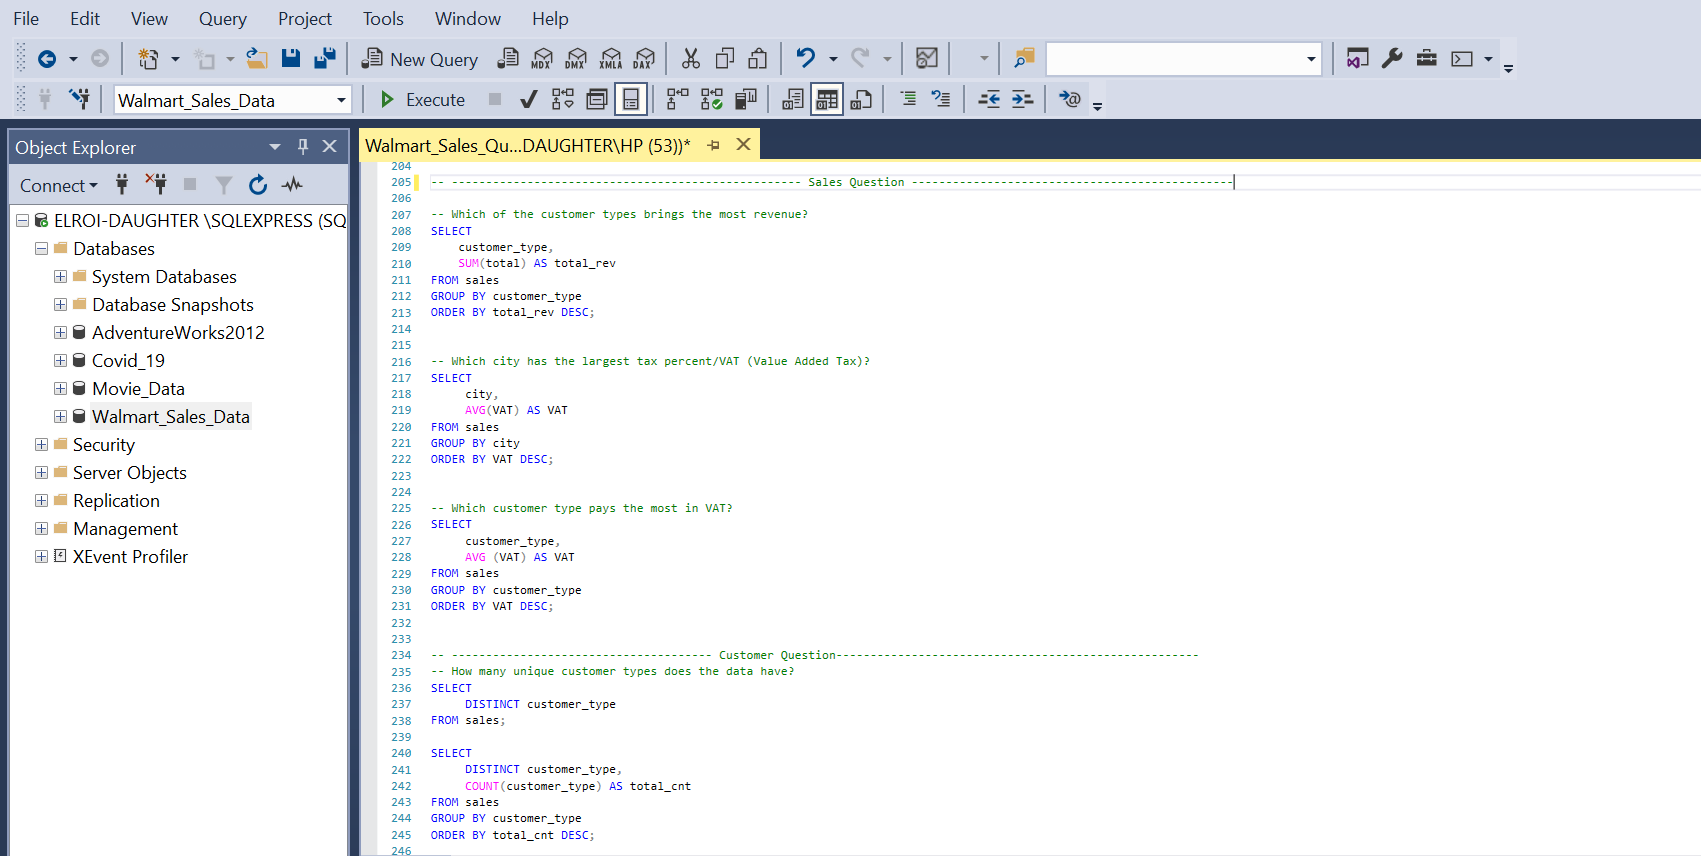 File Edit View Query Project Tools Window Help
New Query MDX DMX XMLA DAX
Walmart_Sales_Data Execute
Object Explorer
Connect
ELROI-DAUGHTER \SQLEXPRESS (SQ
Databases
System Databases
Database Snapshots
AdventureWorks2012
Covid_19
Movie_Data
Walmart_Sales_Data
Security
Server Objects
Replication
Management
XEvent Profiler
Walmart_Sales_Qu...DAUGHTER\HP (53))*
204
205 -- --------------------------------------------------- Sales Question -----------------------------------------------
206
207 -- Which of the customer types brings the most revenue?
208 SELECT
209 customer_type,
210 SUM(total) AS total_rev
211 FROM sales
212 GROUP BY customer_type
213 ORDER BY total_rev DESC;
214
215
216 -- Which city has the largest tax percent/VAT (Value Added Tax)?
217 SELECT
218 city,
219 AVG(VAT) AS VAT
220 FROM sales
221 GROUP BY city
222 ORDER BY VAT DESC;
223
224
225 -- Which customer type pays the most in VAT?
226 SELECT
227 customer_type,
228 AVG (VAT) AS VAT
229 FROM sales
230 GROUP BY customer_type
231 ORDER BY VAT DESC;
232
233
234 -- -------------------------------------- Customer Question-----------------------------------------------------
235 -- How many unique customer types does the data have?
236 SELECT
237 DISTINCT customer_type
238 FROM sales;
239
240 SELECT
241 DISTINCT customer_type,
242 COUNT(customer_type) AS total_cnt
243 FROM sales
244 GROUP BY customer_type
245 ORDER BY total_cnt DESC;
246